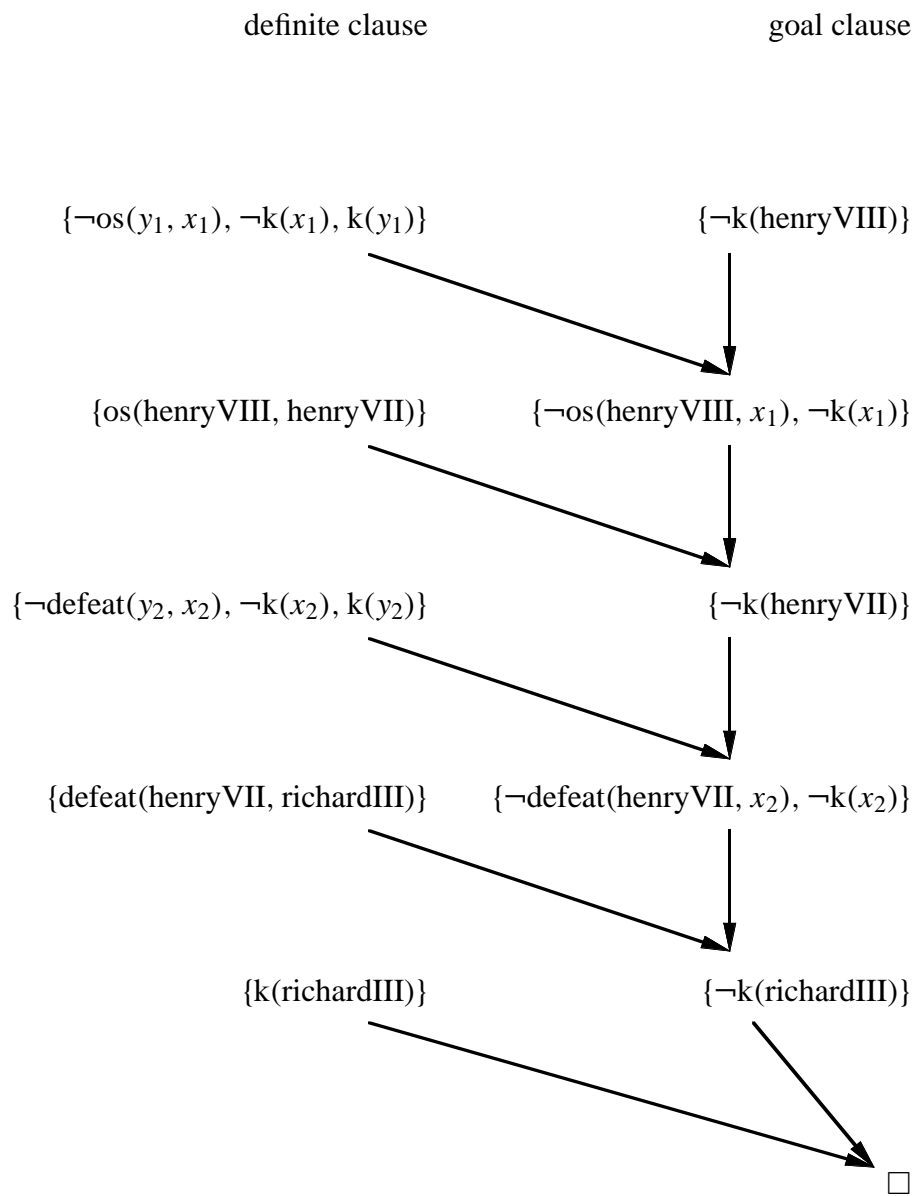 definite clause goal clause
{¬os(y₁, x₁), ¬k(x₁), k(y₁)} {¬k(henryVIII)}
{os(henryVIII, henryVII)} {¬os(henryVIII, x₁), ¬k(x₁)}
{¬defeat(y₂, x₂), ¬k(x₂), k(y₂)} {¬k(henryVII)}
{defeat(henryVII, richardIII)} {¬defeat(henryVII, x₂), ¬k(x₂)}
{k(richardIII)} {¬k(richardIII)}
□